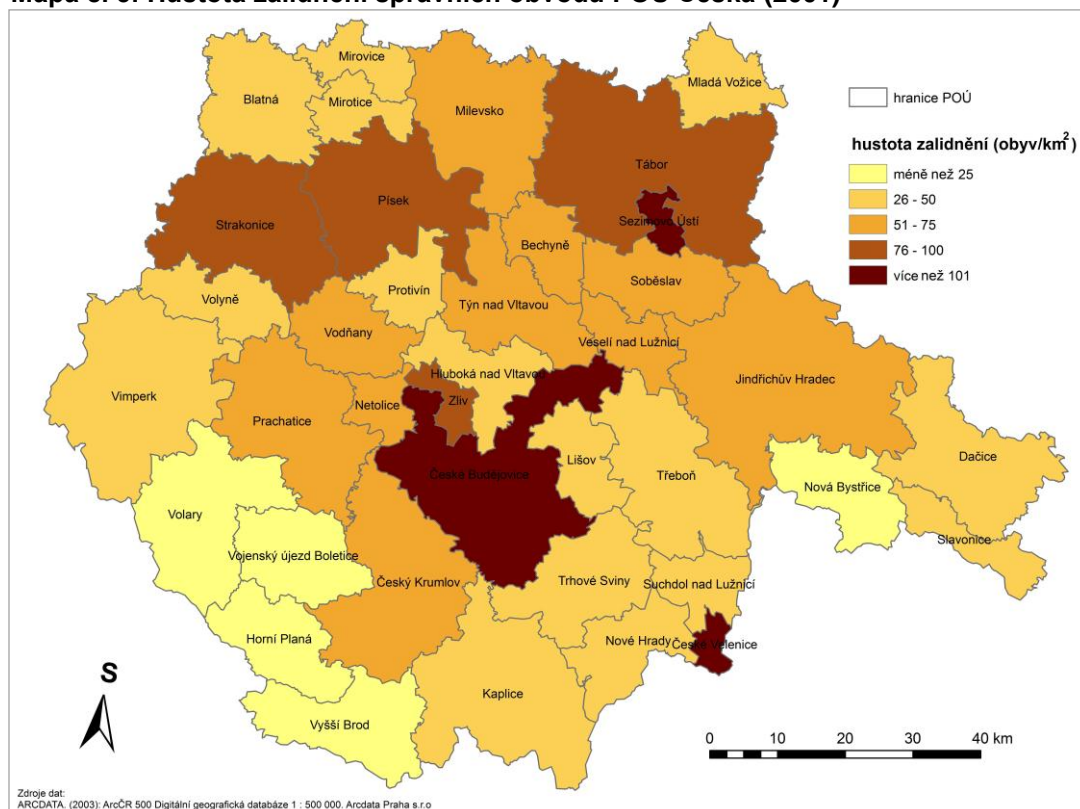 Mapa Hustota zalidnění správních obvodů POÚ Česka (2001)
Mirovice
Mladá Vožice
Blatná
Mirotice
Milevsko
Tábor
Písek
Strakonice
Sezimovo Ústí
Bechyně
Soběslav
Volyně
Protivín
Týn nad Vltavou
Vodňany
Veselí nad Lužnicí
Hluboká nad Vltavou
Jindřichův Hradec
Vimperk
Netolice
Zliv
Prachatice
Dačice
Lišov
České Budějovice
Třeboň
Nová Bystřice
Volary
Slavonice
Vojenský újezd Boletice
Český Krumlov
Trhové Sviny
Suchdol nad Lužnicí
Horní Planá
Nové Hrady
České Velenice
Kaplice
Vyšší Brod
hranice POÚ
hustota zalidnění (obyv/km²)
méně než 25
26 - 50
51 - 75
76 - 100
více než 101
S
0 10 20 30 40 km
Zdroje dat:
ARCDATA. (2003): ArcČR 500 Digitální geografická databáze 1 : 500 000. Arcdata Praha s.r.o